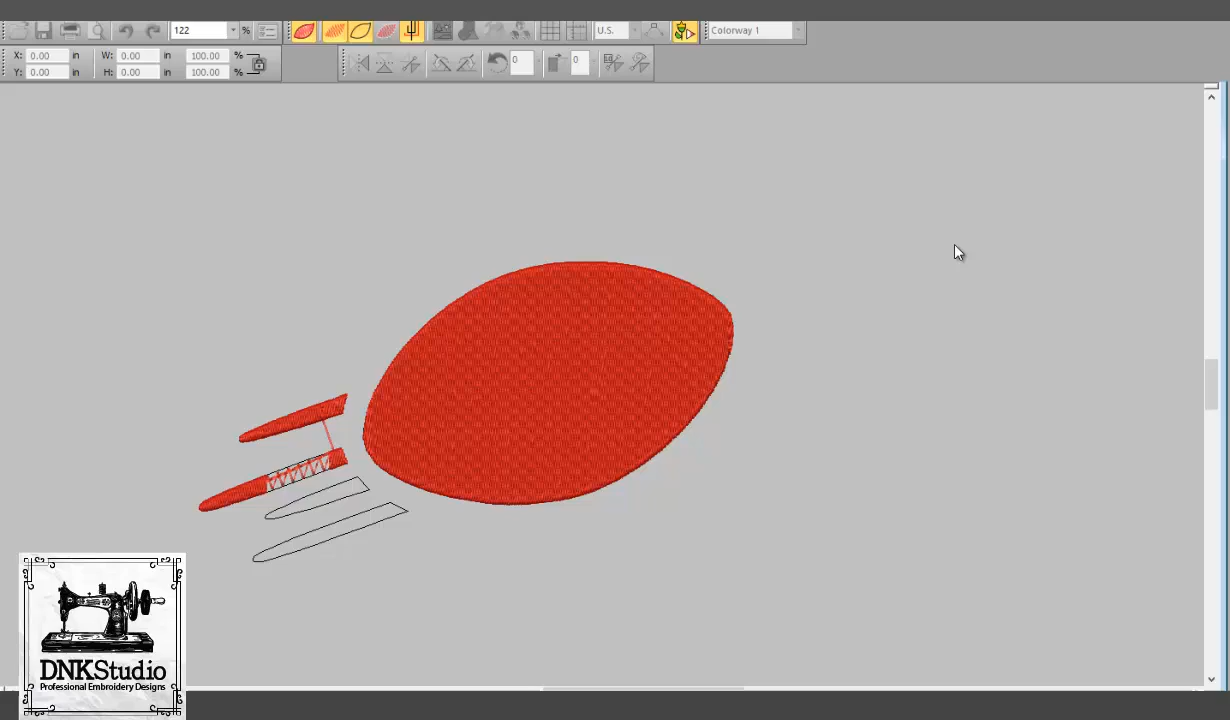 122 % U.S. Colorway 1
X: 0.00 in W: 0.00 in 100.00 % 0 0
Y: 0.00 in H: 0.00 in 100.00 %
DNKStudio
Professional Embroidery Designs